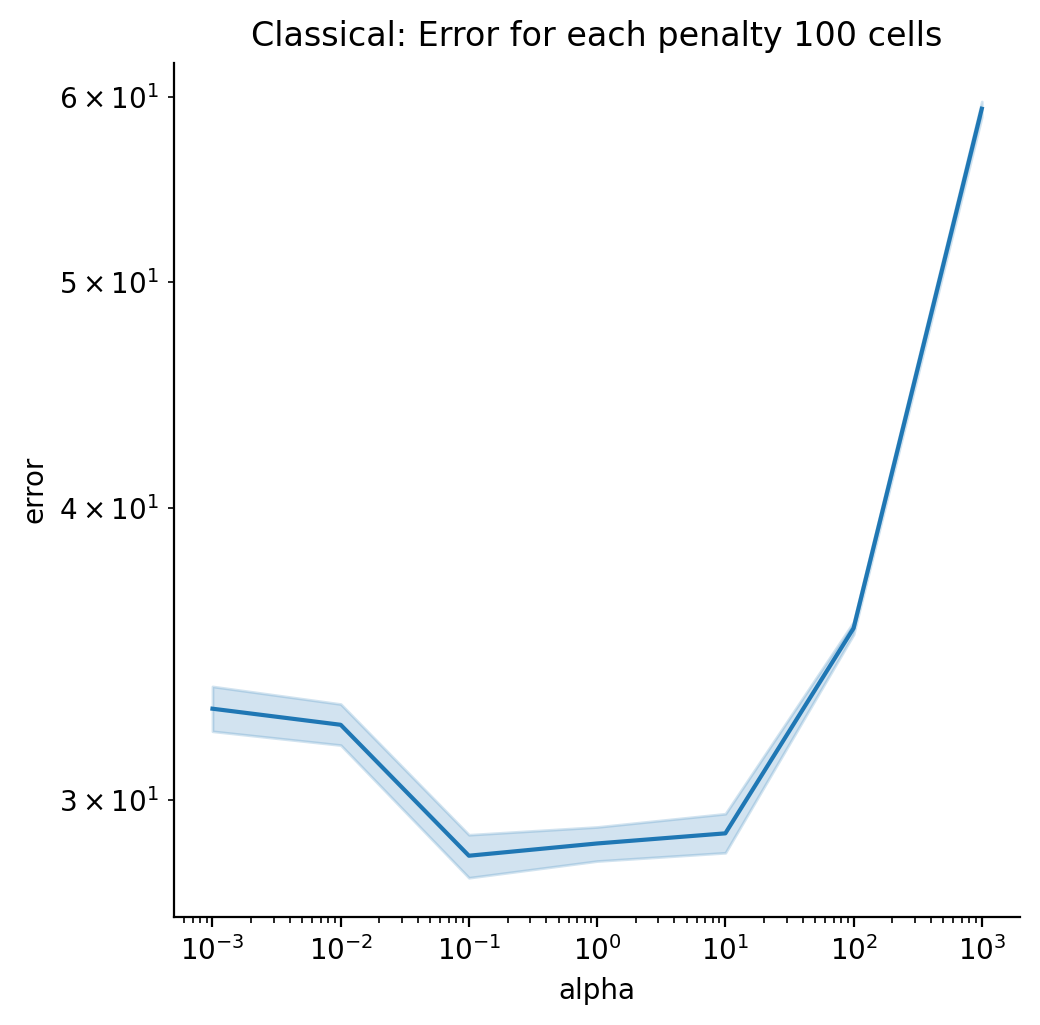 Classical: Error for each penalty 100 cells
error
6 × 10¹
5 × 10¹
4 × 10¹
3 × 10¹
10⁻³ 10⁻² 10⁻¹ 10⁰ 10¹ 10² 10³
alpha